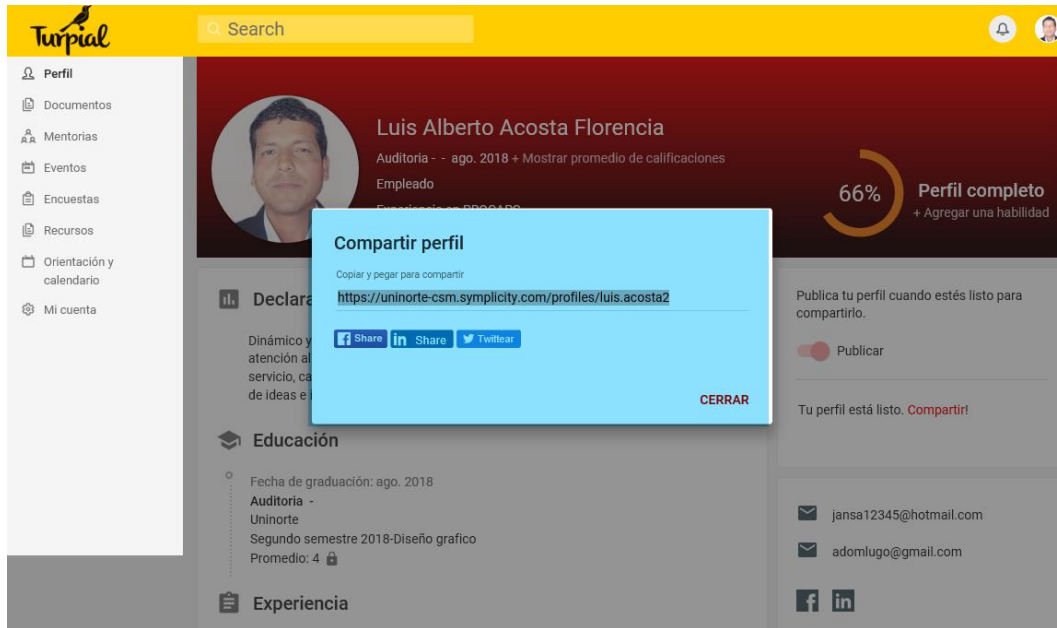 Turpial
Search
Perfil
Documentos
Mentorias
Eventos
Encuestas
Recursos
Orientación y
calendario
Mi cuenta
Luis Alberto Acosta Florencia
Auditoria - - ago. 2018 + Mostrar promedio de calificaciones
Empleado
Experiencia en PROCAPS
66%
Perfil completo
+ Agregar una habilidad
Compartir perfil
Copiar y pegar para compartir
https://uninorte-csm.symplicity.com/profiles/luis.acosta2
Share
in Share
Twittear
CERRAR
Declara
Dinámico y
atención al
servicio, ca
de ideas e i
Educación
Fecha de graduación: ago. 2018
Auditoria -
Uninorte
Segundo semestre 2018-Diseño grafico
Promedio: 4
Experiencia
Publica tu perfil cuando estés listo para
compartirlo.
Publicar
Tu perfil está listo. Compartir!
jansa12345@hotmail.com
adomlugo@gmail.com
f in